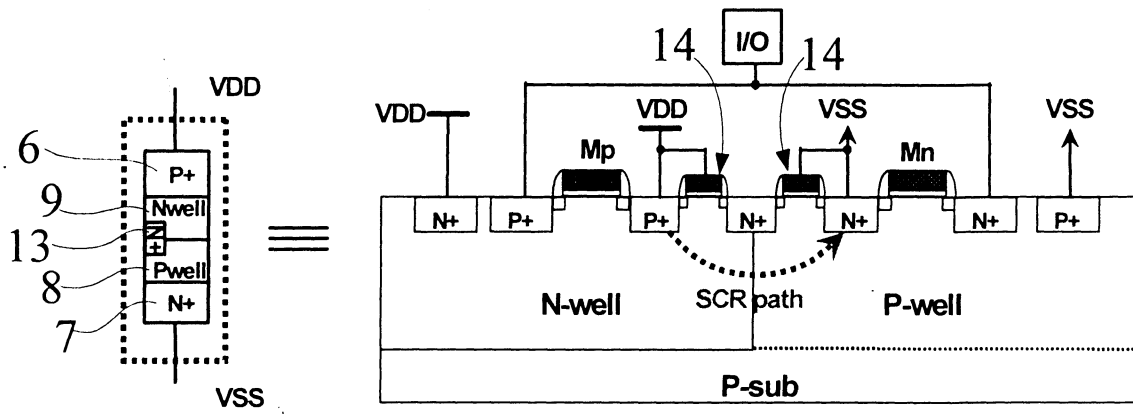 VDD
6
P+
9
Nwell
13
N+
8
Pwell
7
N+
VSS
I/O
14
14
VDD
VDD
VSS
VSS
Mp
Mn
N+
P+
P+
N+
N+
N+
P+
SCR path
N-well
P-well
P-sub